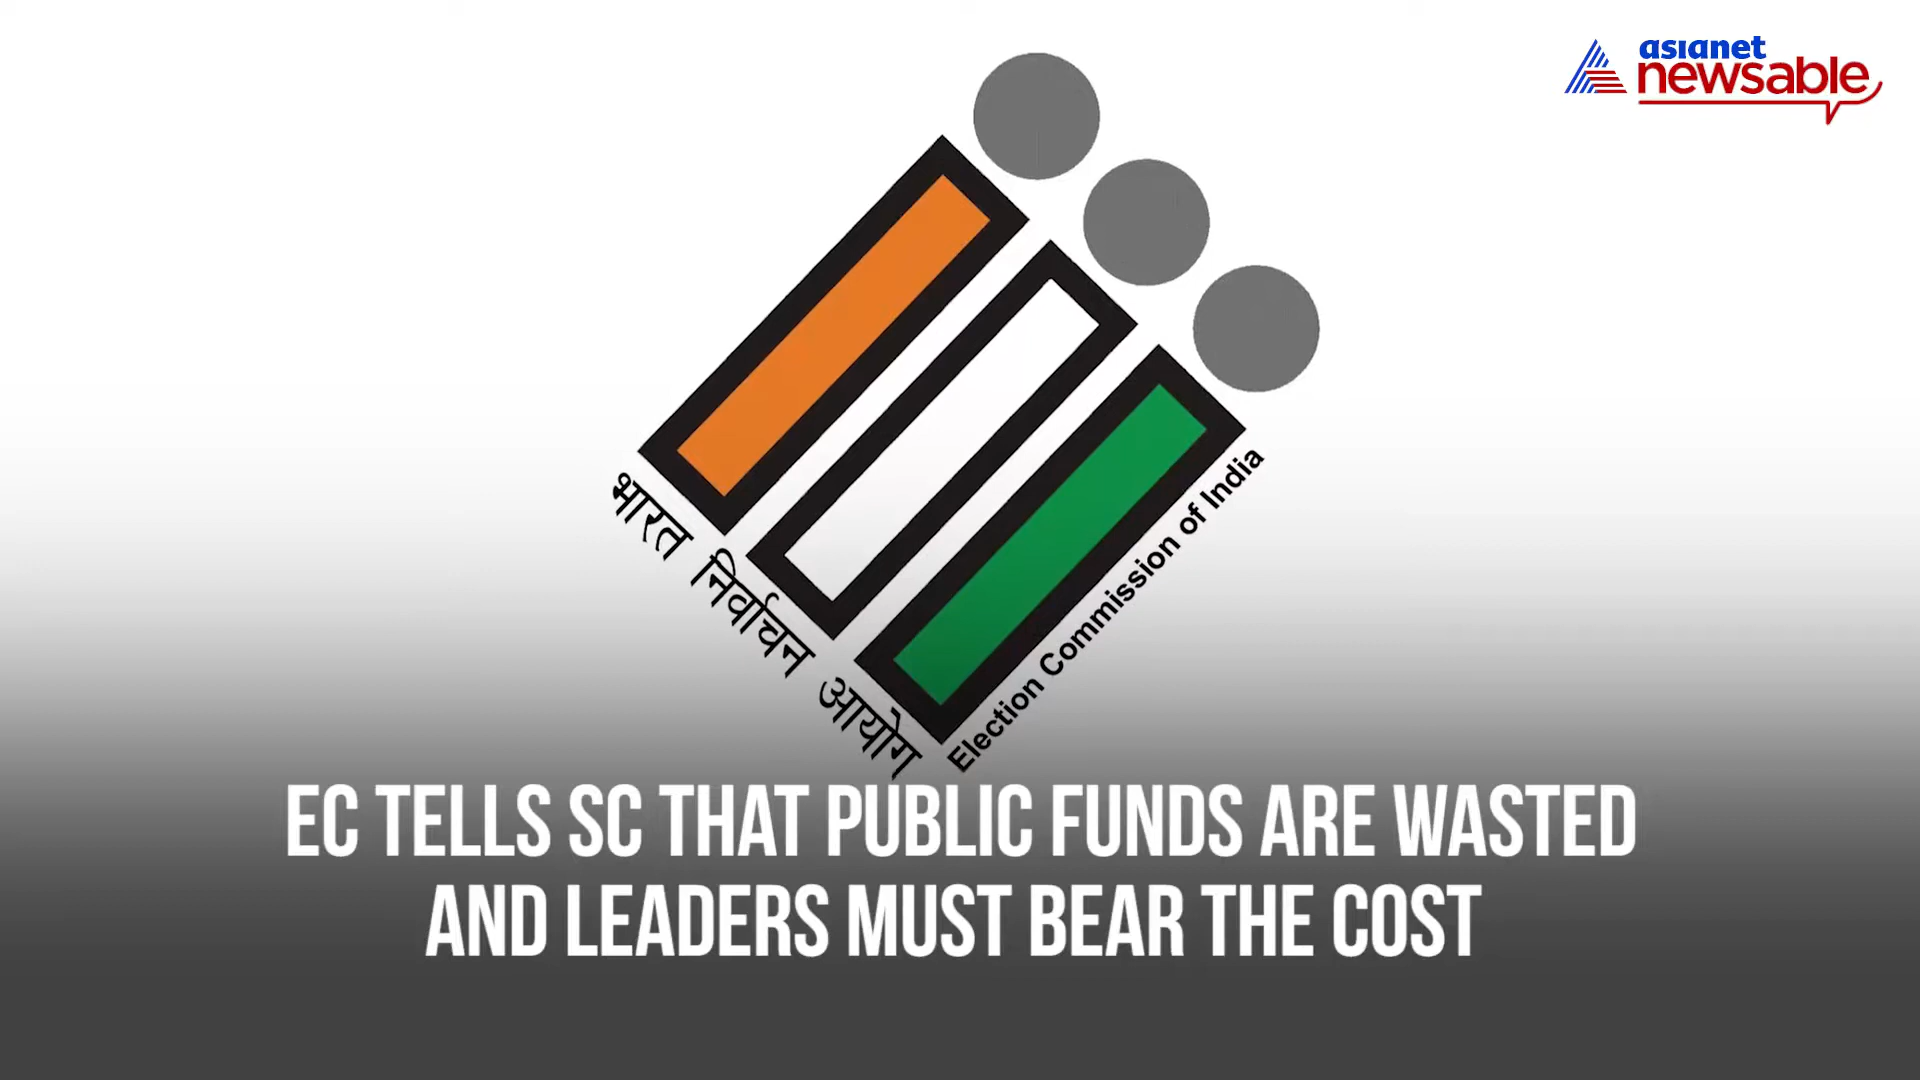 asianet
newsable
भारत निर्वाचन आयोग
Election Commission of India
EC TELLS SC THAT PUBLIC FUNDS ARE WASTED
AND LEADERS MUST BEAR THE COST